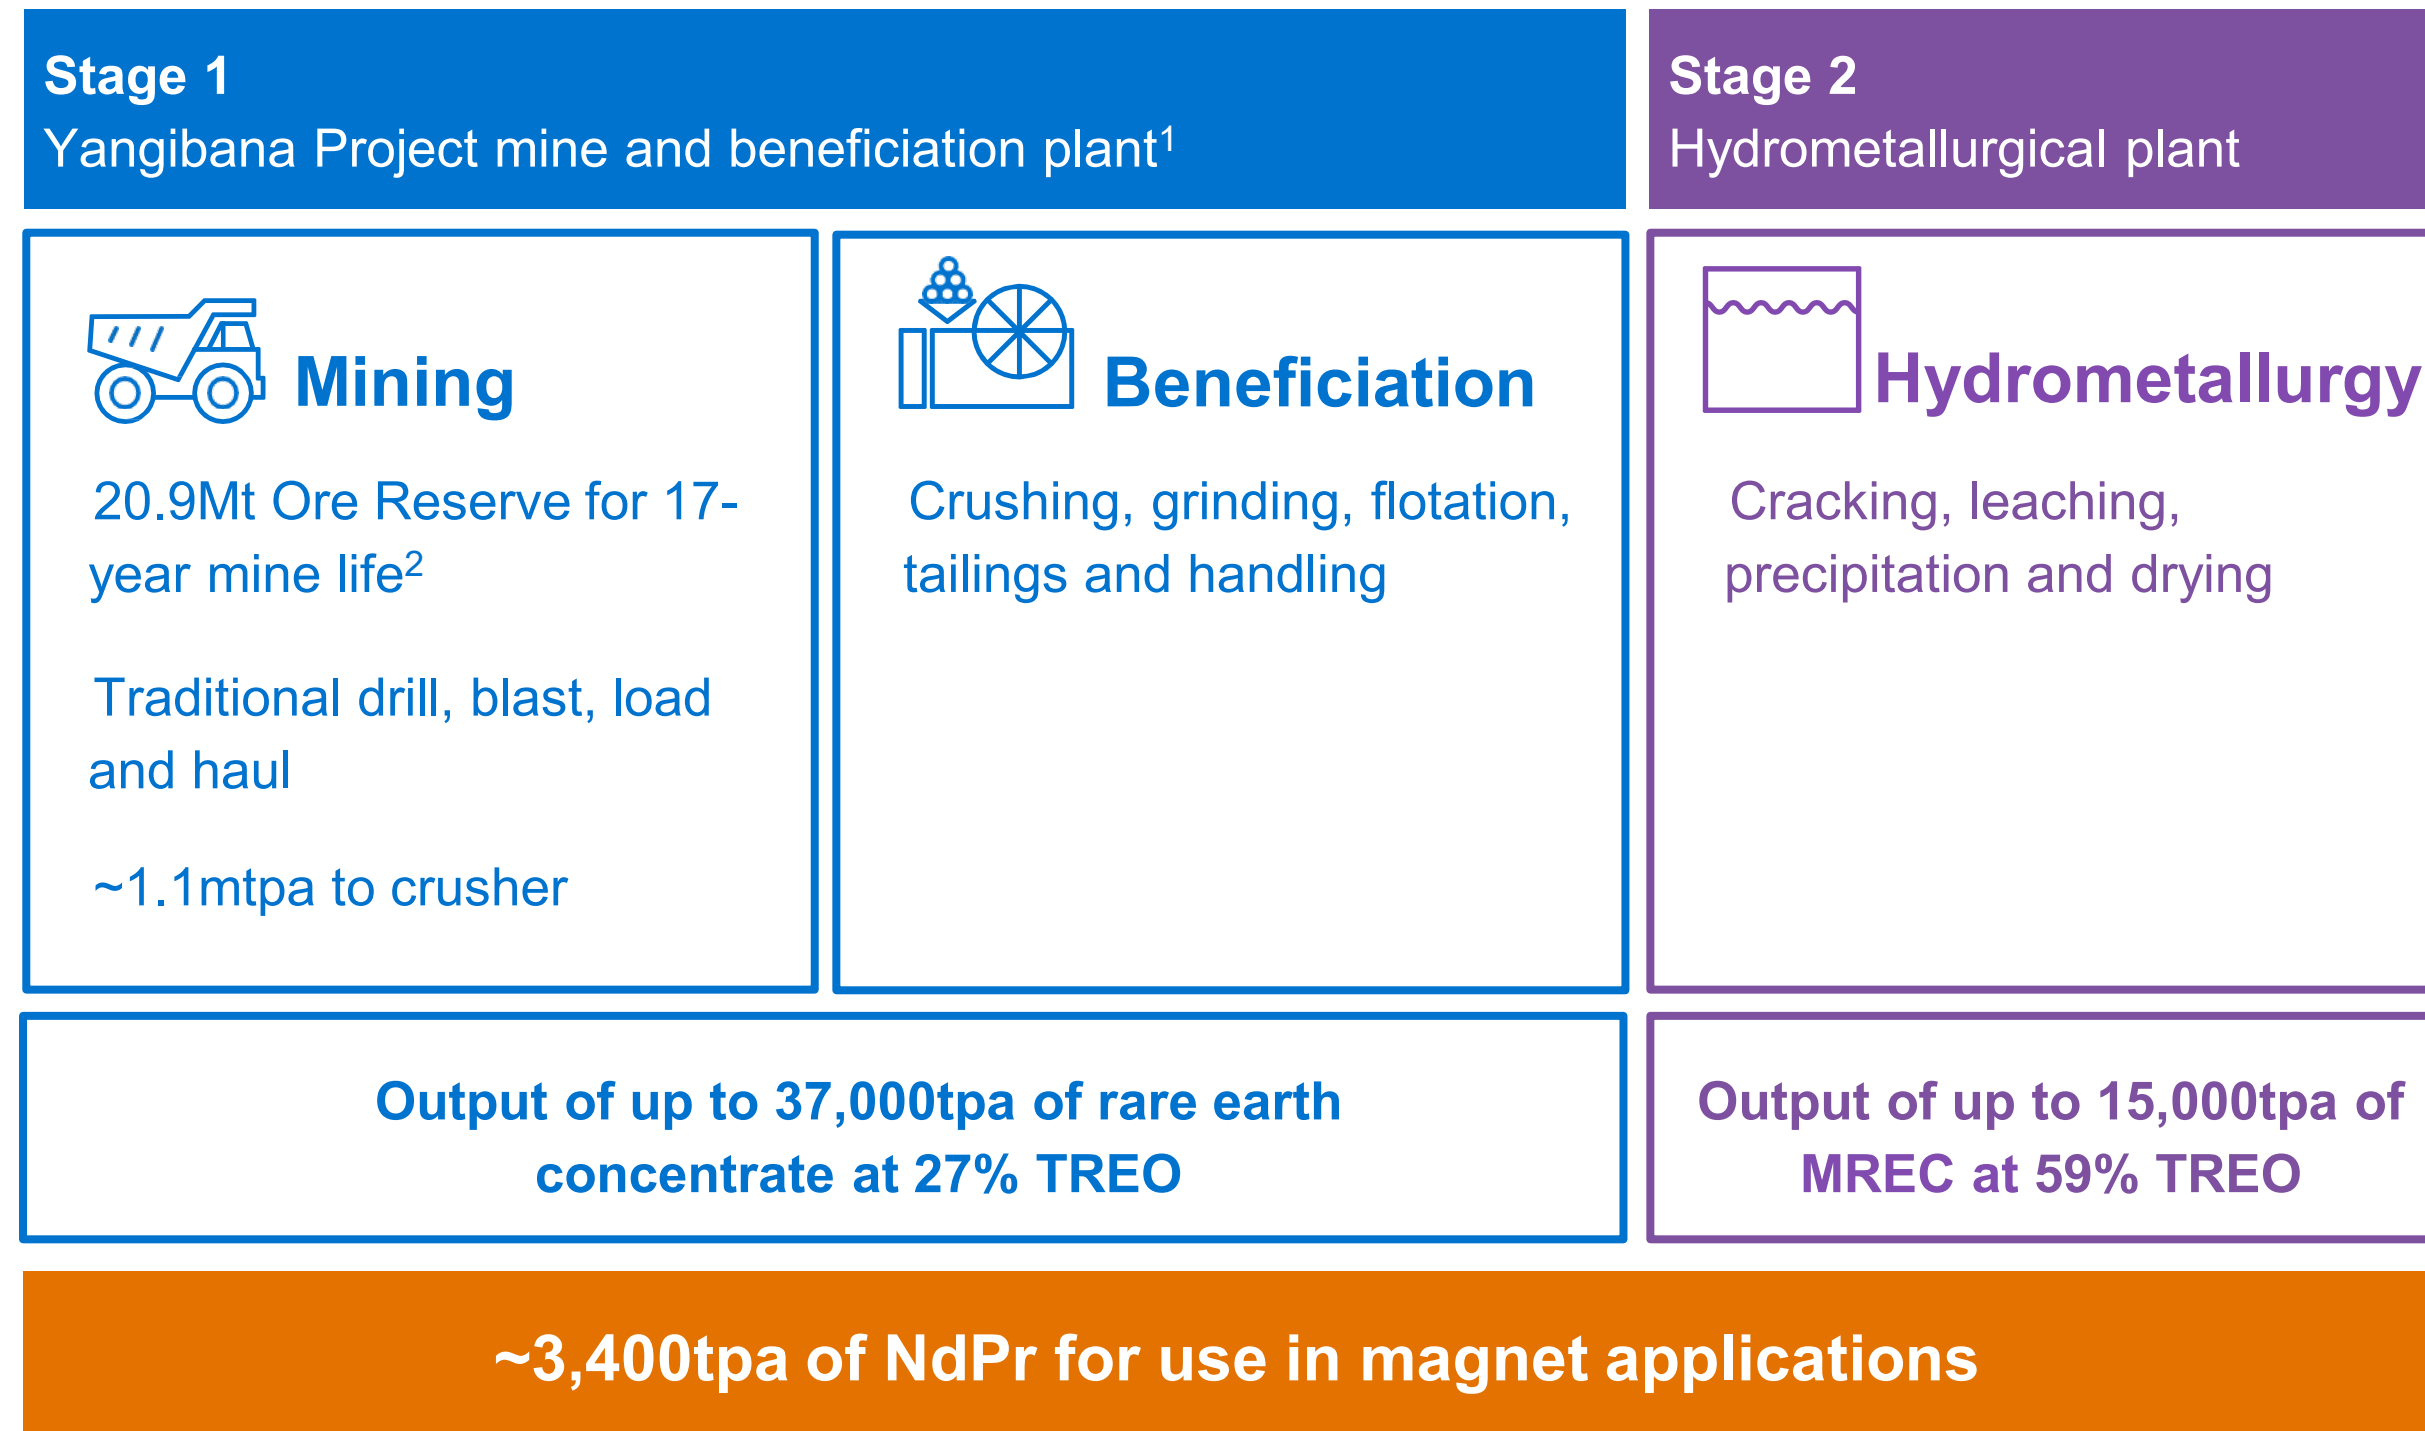 Stage 1
Yangibana Project mine and beneficiation plant¹
Stage 2
Hydrometallurgical plant
Mining
20.9Mt Ore Reserve for 17-
year mine life²
Traditional drill, blast, load
and haul
~1.1mtpa to crusher
Beneficiation
Crushing, grinding, flotation,
tailings and handling
Hydrometallurgy
Cracking, leaching,
precipitation and drying
Output of up to 37,000tpa of rare earth
concentrate at 27% TREO
Output of up to 15,000tpa of
MREC at 59% TREO
~3,400tpa of NdPr for use in magnet applications